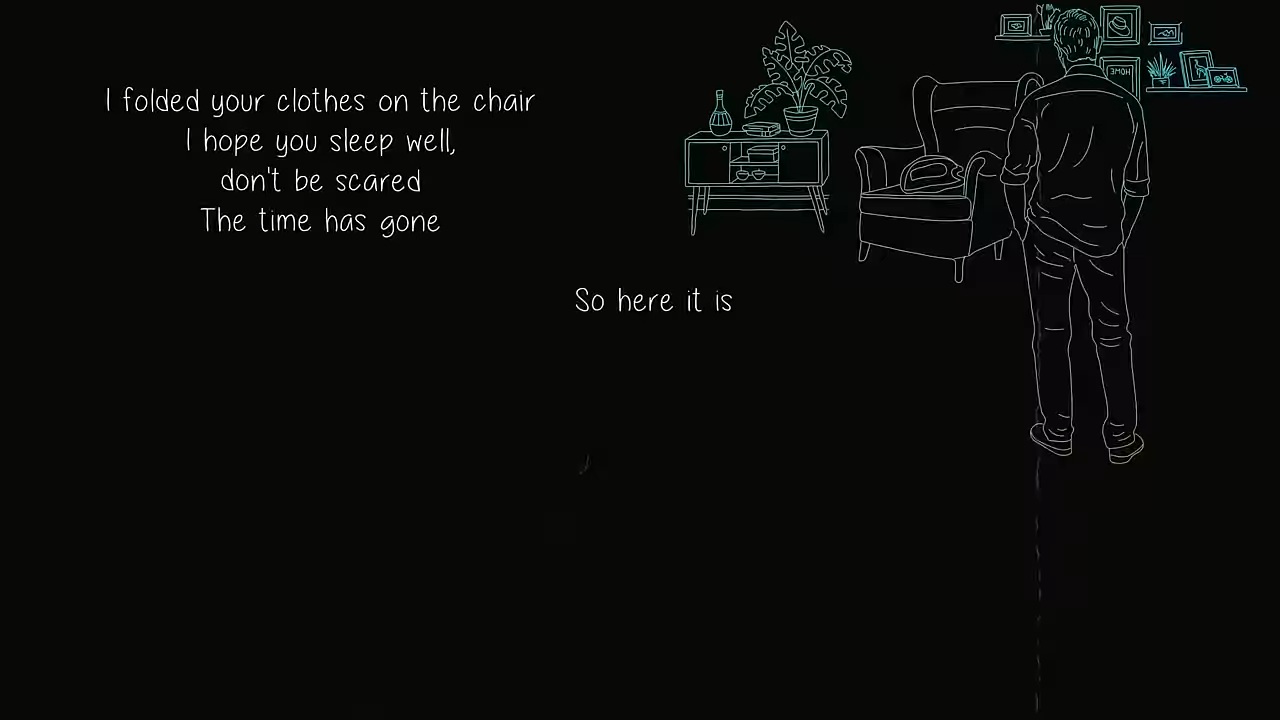 I folded your clothes on the chair
I hope you sleep well,
don't be scared
The time has gone
So here it is
HOME